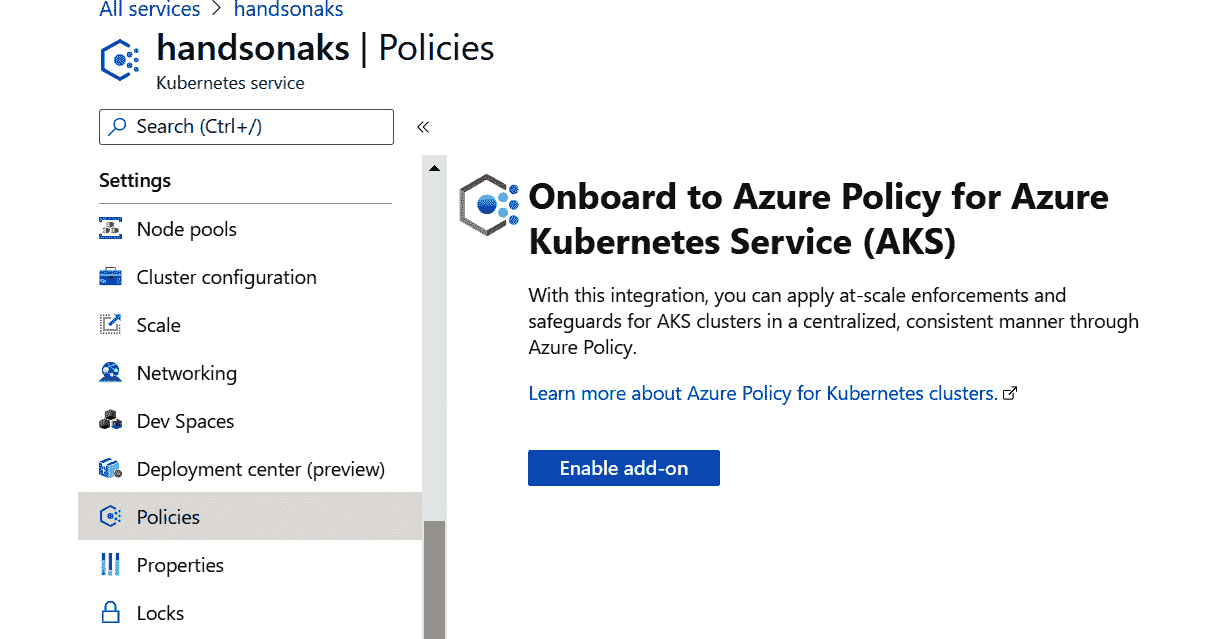 All services > handsonaks
handsonaks | Policies
Kubernetes service
Search (Ctrl+/)
«
Settings
Node pools
Cluster configuration
Scale
Networking
Dev Spaces
Deployment center (preview)
Policies
Properties
Locks
Onboard to Azure Policy for Azure
Kubernetes Service (AKS)
With this integration, you can apply at-scale enforcements and
safeguards for AKS clusters in a centralized, consistent manner through
Azure Policy.
Learn more about Azure Policy for Kubernetes clusters.
Enable add-on